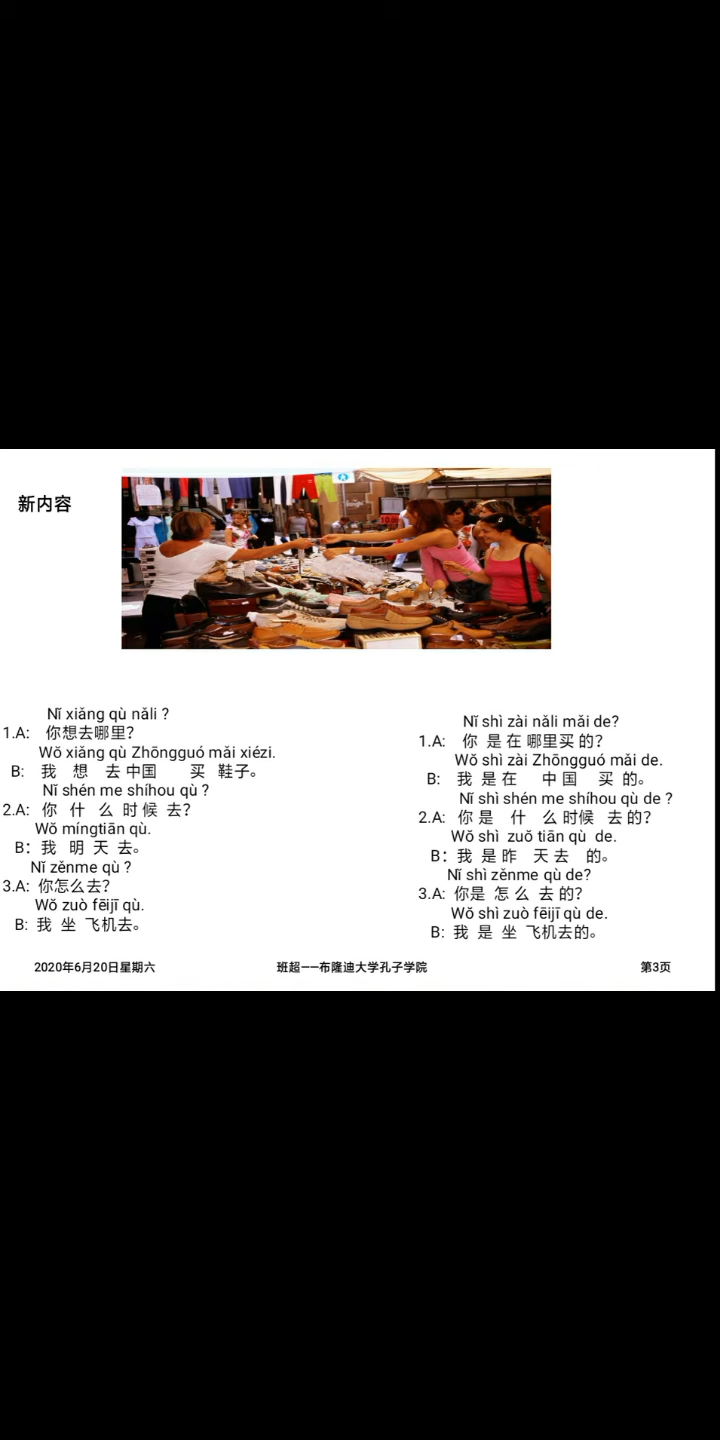 新内容
Nǐ xiǎng qù nǎli ?
1.A: 你想去哪里?
Wǒ xiǎng qù Zhōngguó mǎi xiézi.
B: 我 想 去 中国 买 鞋子。
Nǐ shén me shíhou qù ?
2.A: 你 什 么 时 候 去?
Wǒ míngtiān qù.
B: 我 明 天 去。
Nǐ zěnme qù ?
3.A: 你怎么去?
Wǒ zuò fēijī qù.
B: 我 坐 飞机去。
Nǐ shì zài nǎli mǎi de?
1.A: 你 是 在 哪里买 的?
Wǒ shì zài Zhōngguó mǎi de.
B: 我 是 在 中 国 买 的。
Nǐ shì shén me shíhou qù de ?
2.A: 你 是 什 么 时候 去 的?
Wǒ shì zuǒ tiān qù de.
B: 我 是 昨 天 去 的。
Nǐ shì zěnme qù de?
3.A: 你是 怎 么 去 的?
Wǒ shì zuò fēijī qù de.
B: 我 是 坐 飞机去的。
2020年6月20日星期六
班超——布隆迪大学孔子学院
第3页